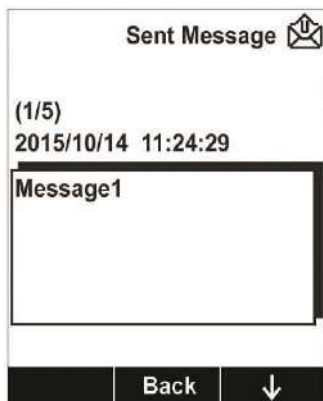 Sent Message
(1/5)
2015/10/14 11:24:29
Message1
Back ↓